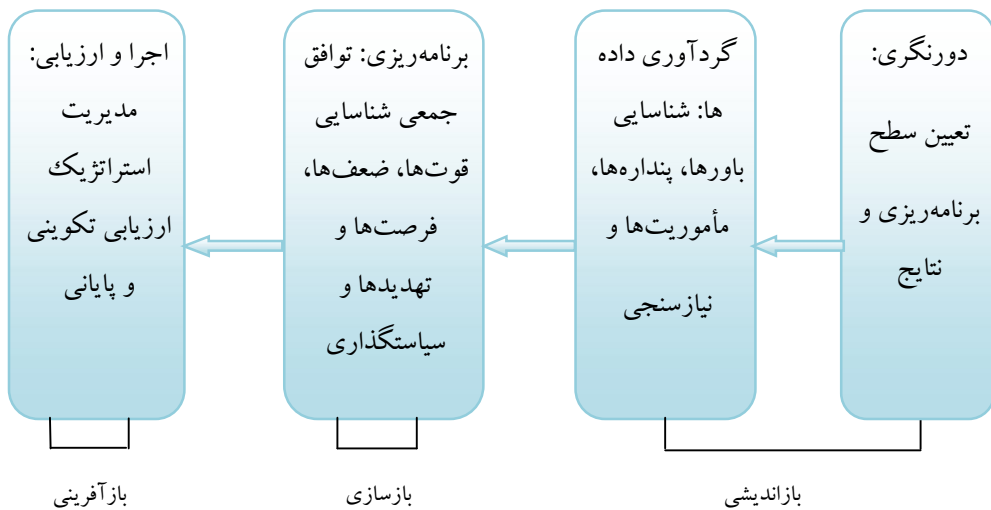 دورنگری:
تعیین سطح
برنامه‌ریزی و
نتایج
گردآوری داده
ها: شناسایی
باورها، پنداره‌ها،
مأموریت‌ها و
نیازسنجی
برنامه‌ریزی: توافق
جمعی شناسایی
قوت‌ها، ضعف‌ها،
فرصت‌ها و
تهدیدها و
سیاستگذاری
اجرا و ارزیابی:
مدیریت
استراتژیك
ارزیابی تکوینی
و پایانی
بازاندیشی
بازسازی
بازآفرینی